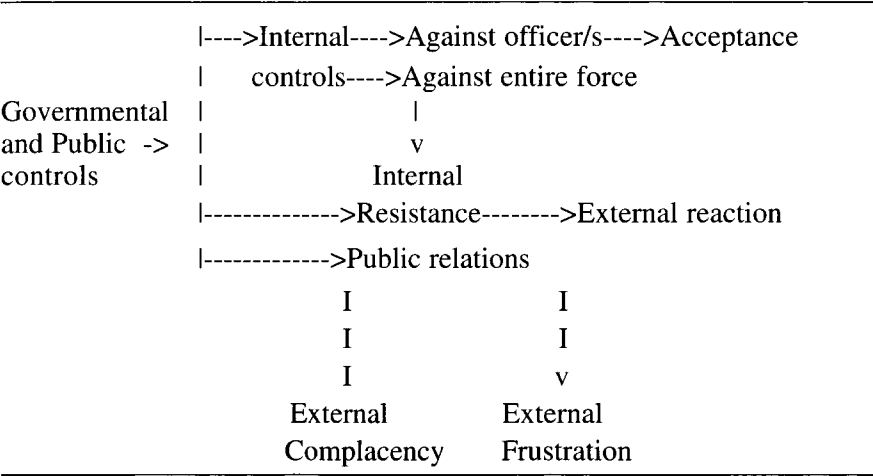 |---->Internal---->Against officer/s---->Acceptance
| controls---->Against entire force
Governmental | |
and Public -> | v
controls | Internal
|-------------->Resistance-------->External reaction
|------------->Public relations
I I
I I
I v
External External
Complacency Frustration